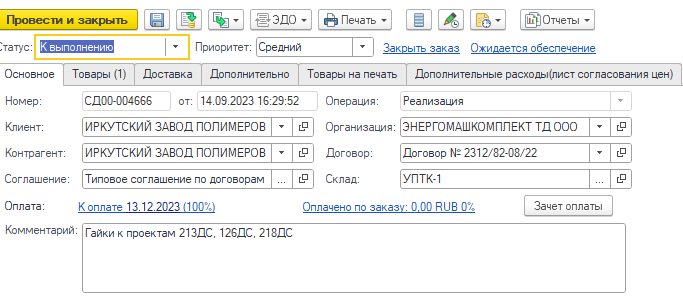 Провести и закрыть ЭДО Печать Отчеты
Статус: К выполнению Приоритет: Средний Закрыть заказ Ожидается обеспечение
Основное Товары (1) Доставка Дополнительно Товары на печать Дополнительные расходы(лист согласования цен)
Номер: СД00-004666 от: 14.09.2023 16:29:52 Операция: Реализация
Клиент: ИРКУТСКИЙ ЗАВОД ПОЛИМЕРОВ Организация: ЭНЕРГОМАШКОМПЛЕКТ ТД ООО
Контрагент: ИРКУТСКИЙ ЗАВОД ПОЛИМЕРОВ Договор: Договор № 2312/82-08/22
Соглашение: Типовое соглашение по договорам ... Склад: УПТК-1 ...
Оплата: К оплате 13.12.2023 (100%) Оплачено по заказу: 0,00 RUB 0% Зачет оплаты
Комментарий: Гайки к проектам 213ДС, 126ДС, 218ДС